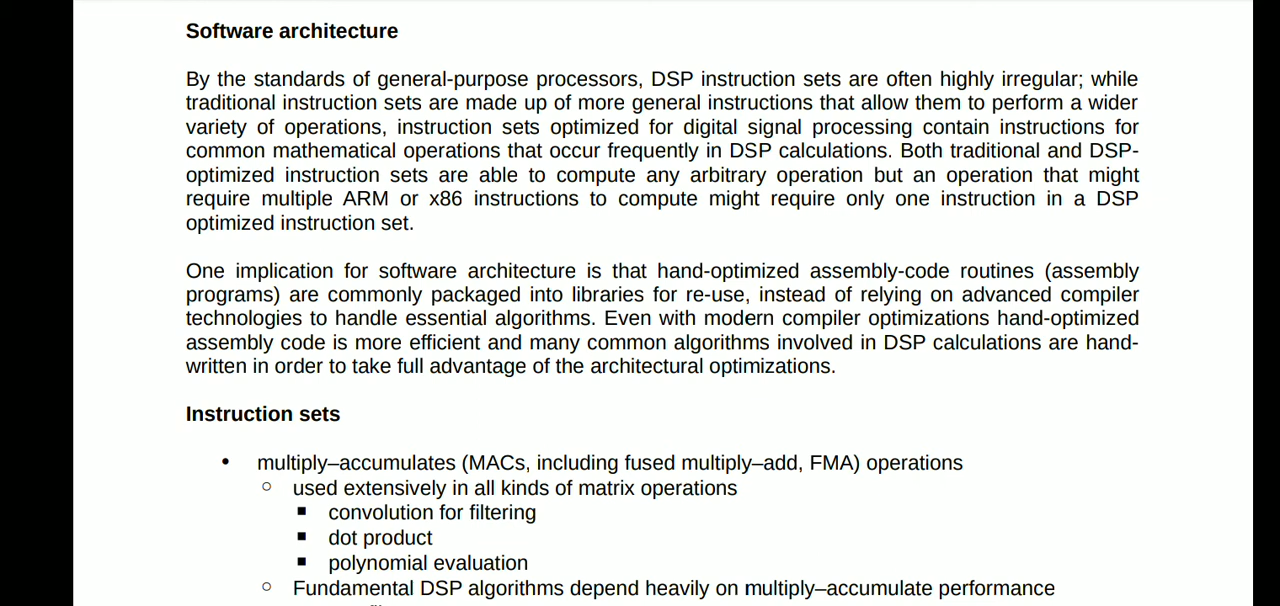 Software architecture
By the standards of general-purpose processors, DSP instruction sets are often highly irregular; while
traditional instruction sets are made up of more general instructions that allow them to perform a wider
variety of operations, instruction sets optimized for digital signal processing contain instructions for
common mathematical operations that occur frequently in DSP calculations. Both traditional and DSP-
optimized instruction sets are able to compute any arbitrary operation but an operation that might
require multiple ARM or x86 instructions to compute might require only one instruction in a DSP
optimized instruction set.
One implication for software architecture is that hand-optimized assembly-code routines (assembly
programs) are commonly packaged into libraries for re-use, instead of relying on advanced compiler
technologies to handle essential algorithms. Even with modern compiler optimizations hand-optimized
assembly code is more efficient and many common algorithms involved in DSP calculations are hand-
written in order to take full advantage of the architectural optimizations.
Instruction sets
• multiply–accumulates (MACs, including fused multiply–add, FMA) operations
○ used extensively in all kinds of matrix operations
■ convolution for filtering
■ dot product
■ polynomial evaluation
○ Fundamental DSP algorithms depend heavily on multiply–accumulate performance